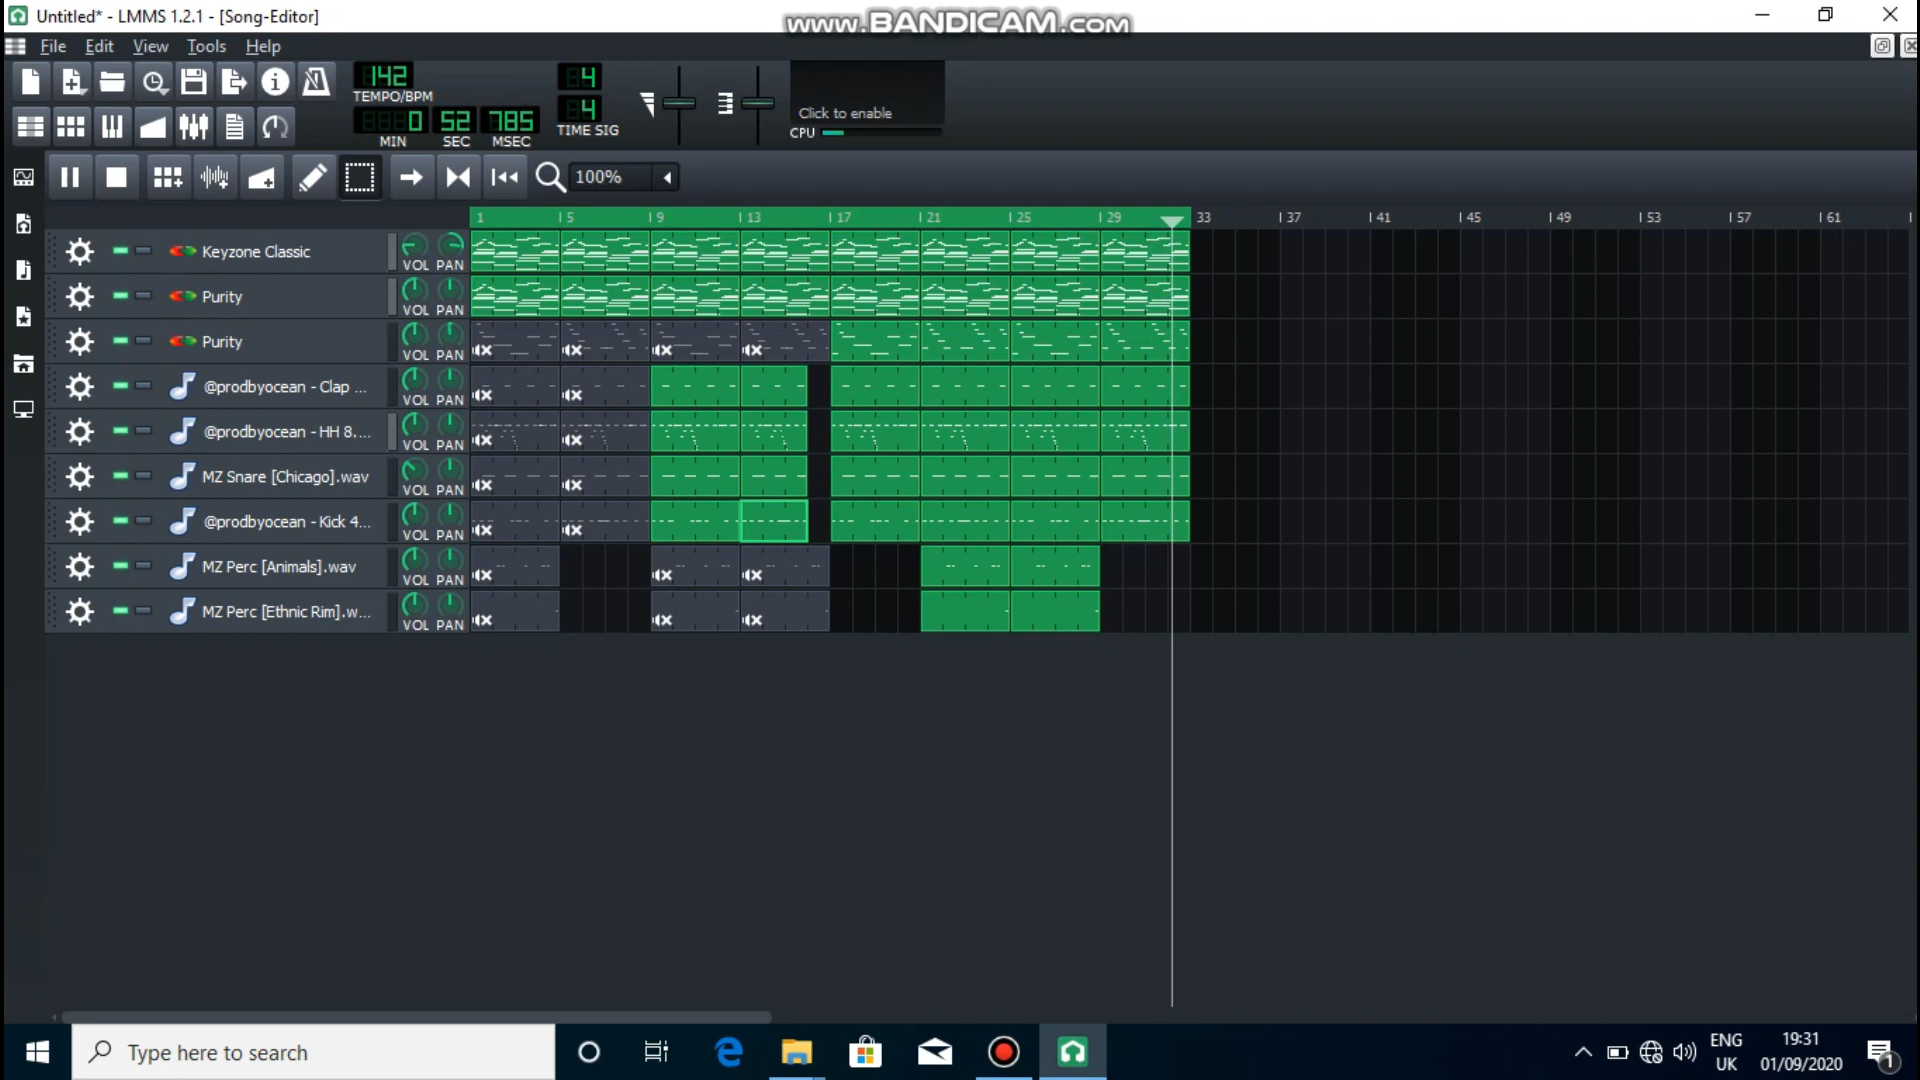 Untitled* - LMMS 1.2.1 - [Song-Editor]
www.BANDICAM.com
File Edit View Tools Help
142
TEMPO/BPM
0 52 785
MIN SEC MSEC
4
4
TIME SIG
Click to enable
CPU
100%
1 5 9 13 17 21 25 29 33 37 41 45 49 53 57 61
Keyzone Classic VOL PAN
Purity VOL PAN
Purity VOL PAN
@prodbyocean - Clap ... VOL PAN
@prodbyocean - HH 8.... VOL PAN
MZ Snare [Chicago].wav VOL PAN
@prodbyocean - Kick 4... VOL PAN
MZ Perc [Animals].wav VOL PAN
MZ Perc [Ethnic Rim].w... VOL PAN
Type here to search
ENG
UK
19:31
01/09/2020
1